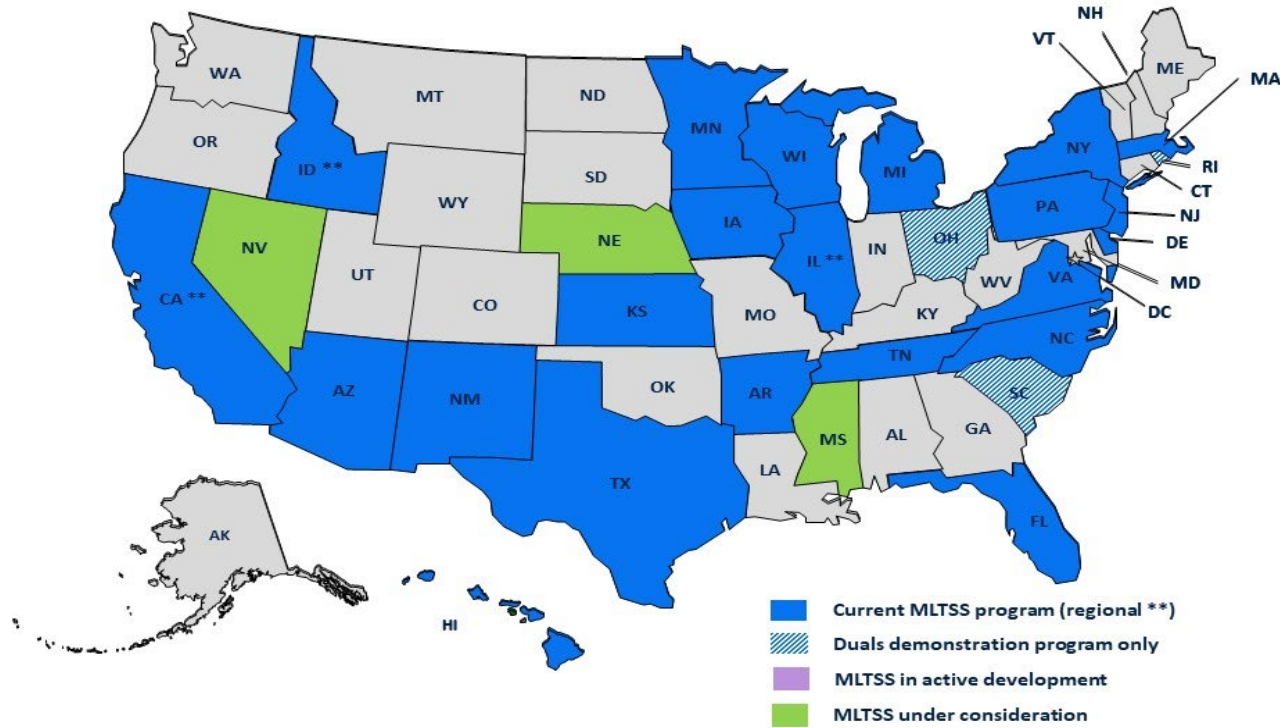 NH
VT
ME
WA
MT
ND
MA
MN
OR
ID **
WI
NY
SD
MI
RI
WY
CT
PA
IA
NJ
NV
NE
OH
DE
IN
IL **
UT
WV
VA
MD
CA **
CO
KS
MO
KY
DC
NC
TN
OK
AZ
NM
AR
SC
MS
AL
GA
LA
TX
FL
AK
HI
Current MLTSS program (regional **)
Duals demonstration program only
MLTSS in active development
MLTSS under consideration